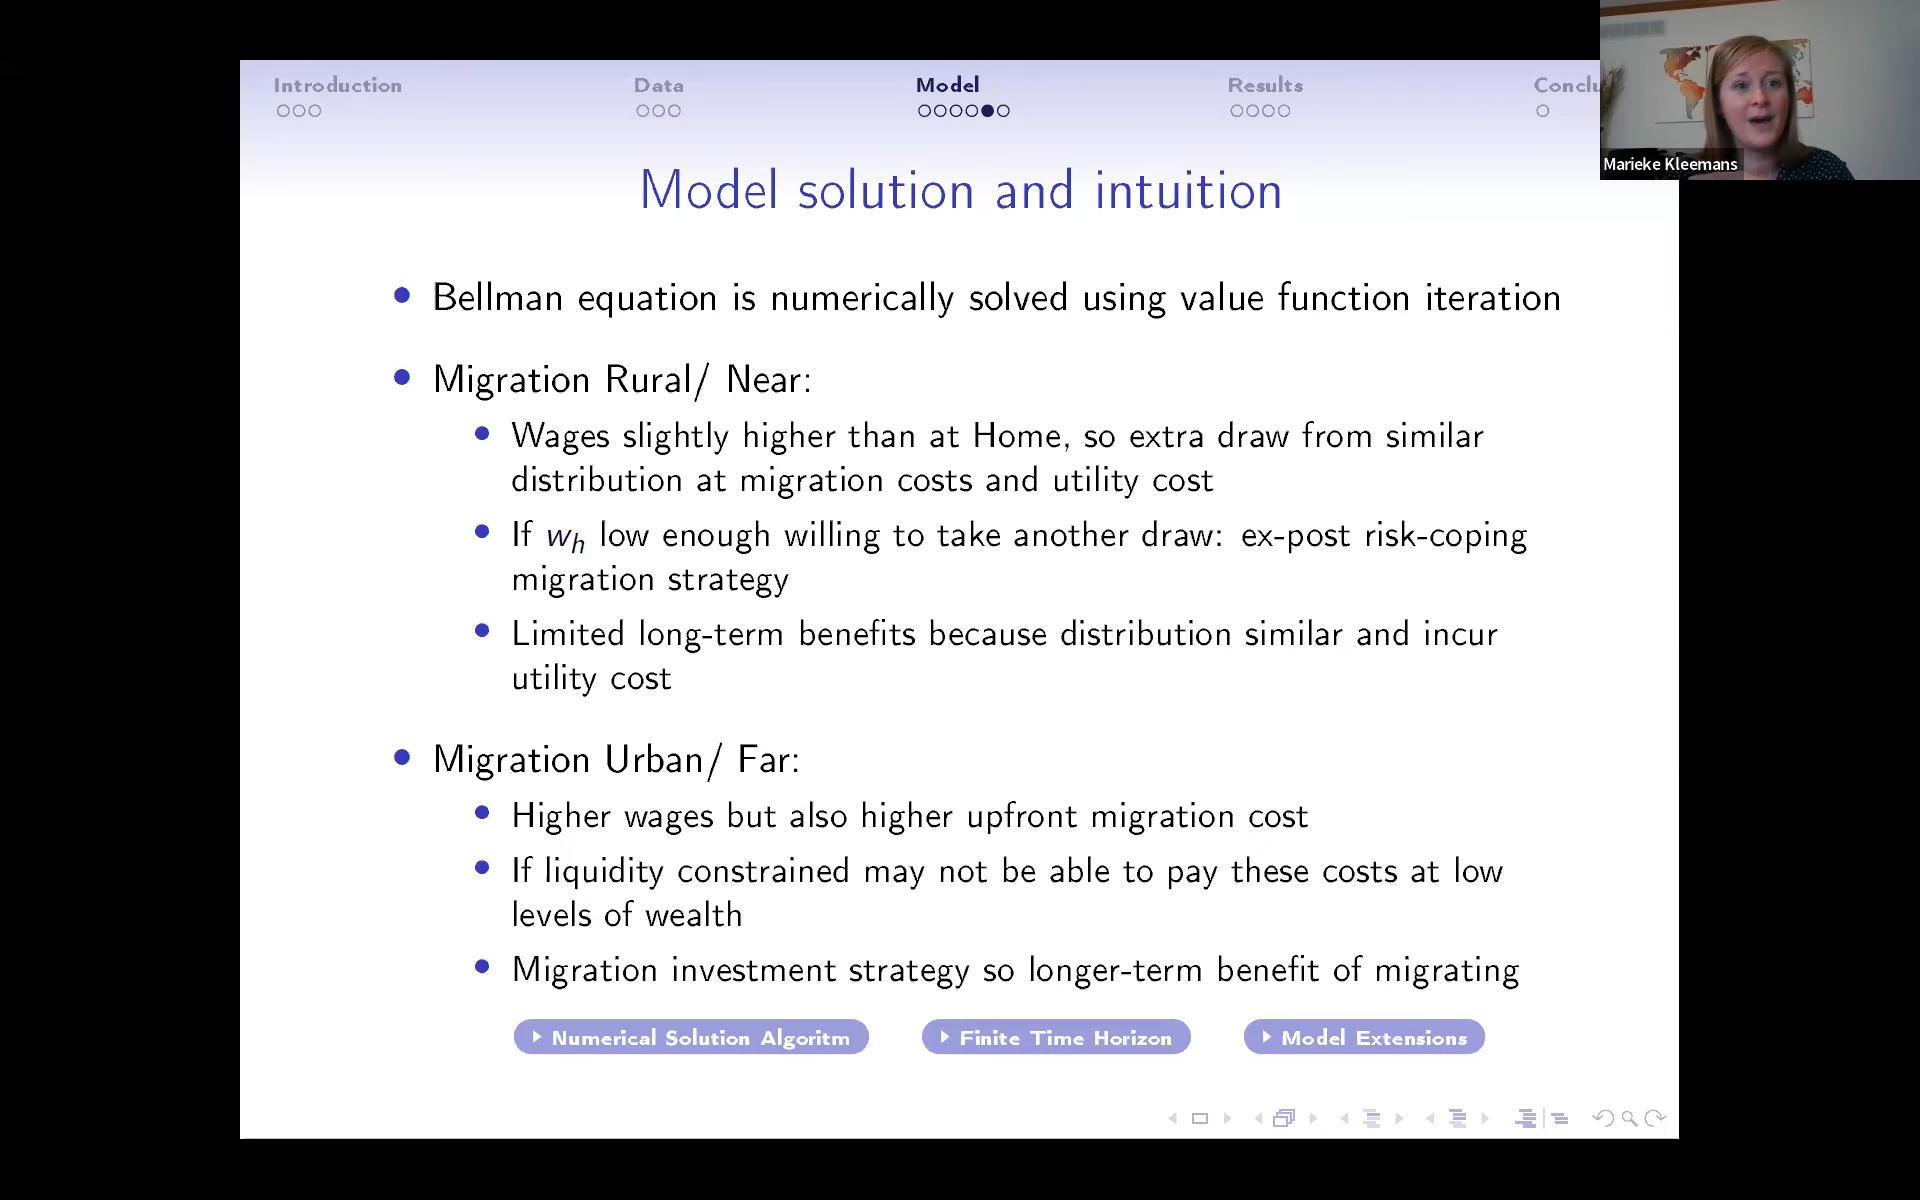 Introduction Data Model Results Conclu
Marieke Kleemans
Model solution and intuition
• Bellman equation is numerically solved using value function iteration
• Migration Rural/ Near:
• Wages slightly higher than at Home, so extra draw from similar
distribution at migration costs and utility cost
• If w_h low enough willing to take another draw: ex-post risk-coping
migration strategy
• Limited long-term benefits because distribution similar and incur
utility cost
• Migration Urban/ Far:
• Higher wages but also higher upfront migration cost
• If liquidity constrained may not be able to pay these costs at low
levels of wealth
• Migration investment strategy so longer-term benefit of migrating
Numerical Solution Algoritm Finite Time Horizon Model Extensions